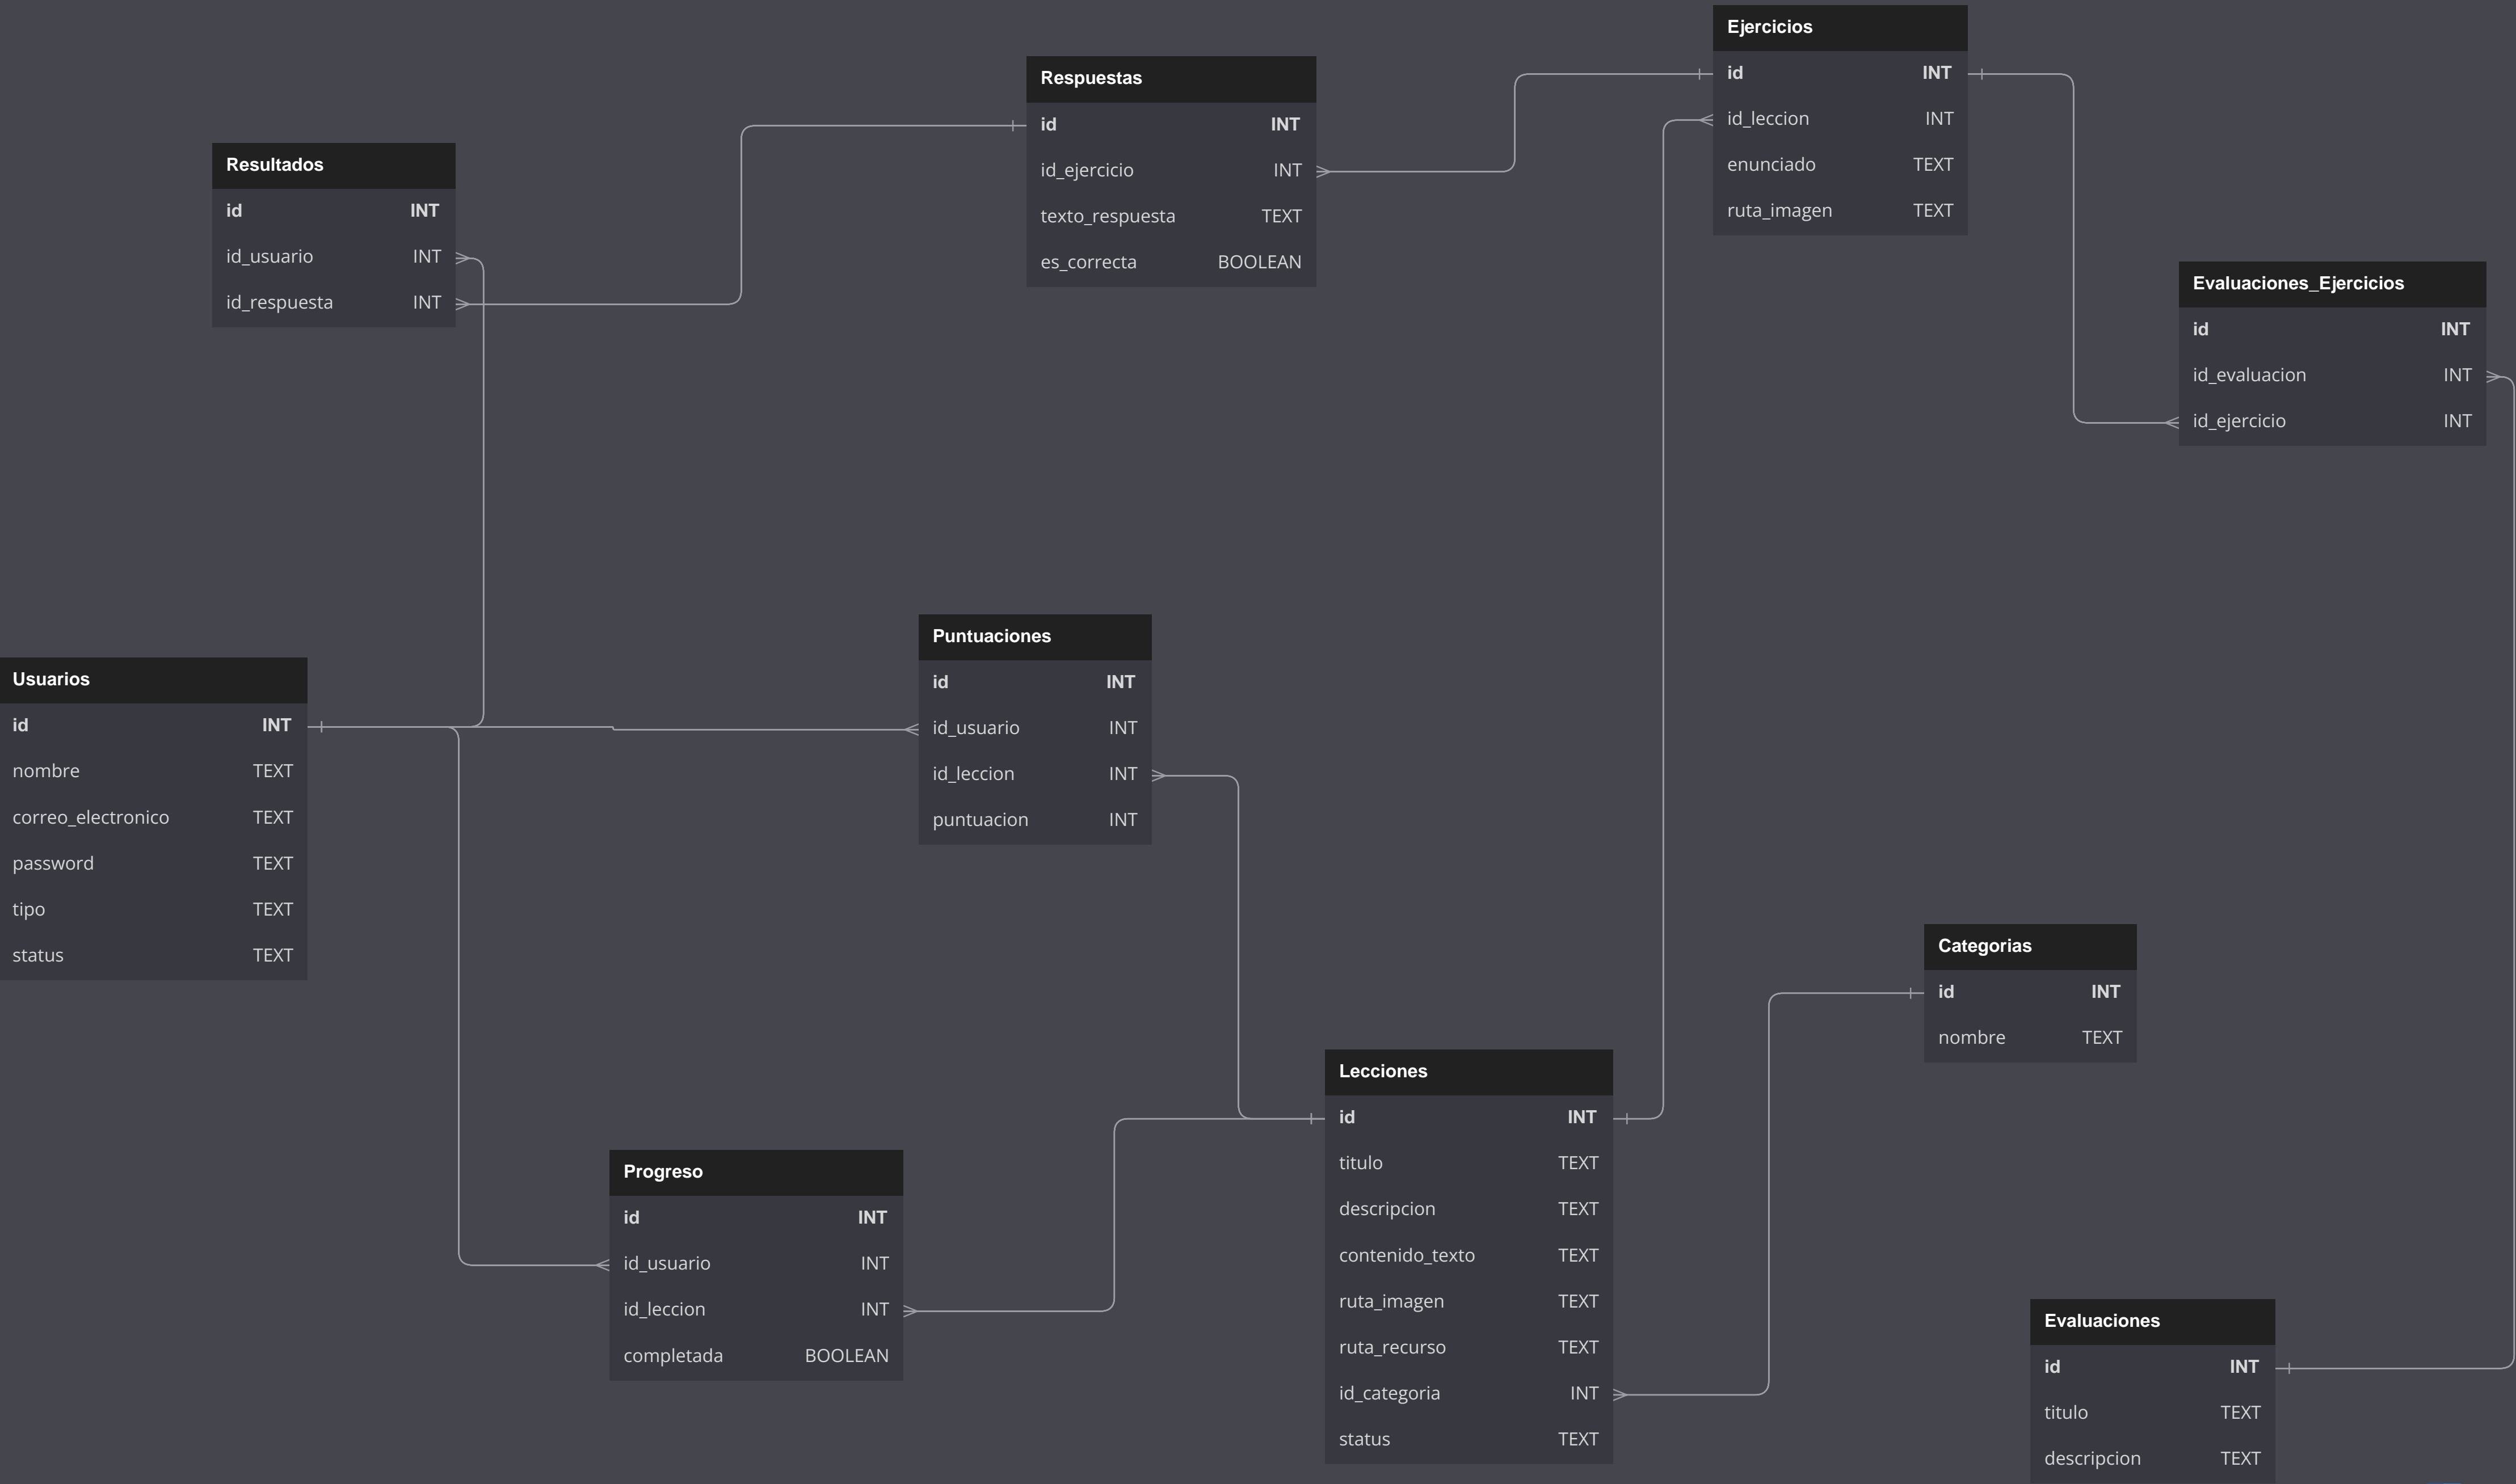 Ejercicios
id INT
id_leccion INT
enunciado TEXT
ruta_imagen TEXT
Respuestas
id INT
id_ejercicio INT
texto_respuesta TEXT
es_correcta BOOLEAN
Resultados
id INT
id_usuario INT
id_respuesta INT
Evaluaciones_Ejercicios
id INT
id_evaluacion INT
id_ejercicio INT
Puntuaciones
id INT
id_usuario INT
id_leccion INT
puntuacion INT
Usuarios
id INT
nombre TEXT
correo_electronico TEXT
password TEXT
tipo TEXT
status TEXT
Categorias
id INT
nombre TEXT
Lecciones
id INT
titulo TEXT
descripcion TEXT
contenido_texto TEXT
ruta_imagen TEXT
ruta_recurso TEXT
id_categoria INT
status TEXT
Progreso
id INT
id_usuario INT
id_leccion INT
completada BOOLEAN
Evaluaciones
id INT
titulo TEXT
descripcion TEXT